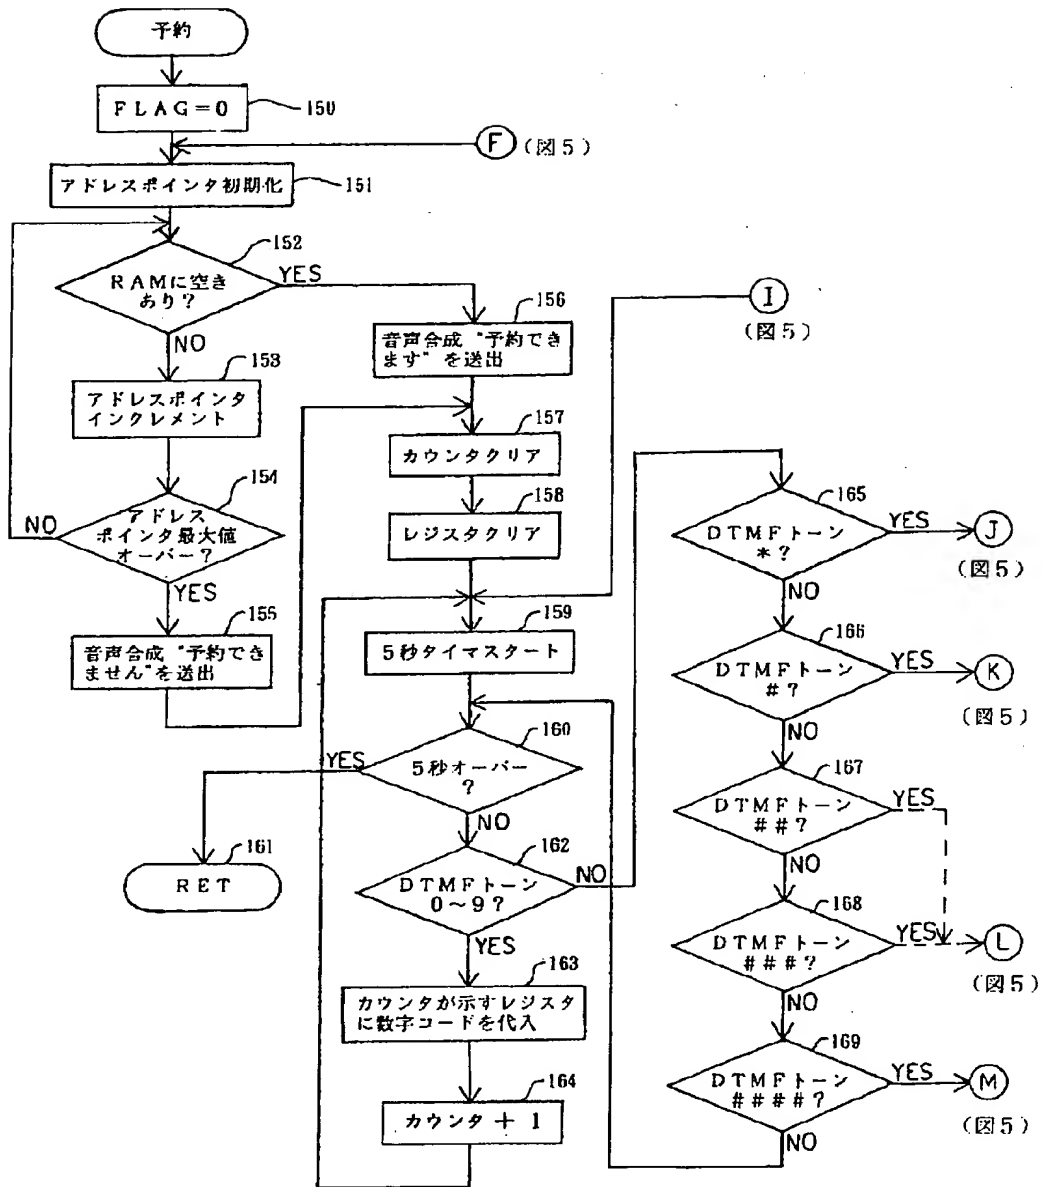 予約
FLAG=0
150
F
(図5)
アドレスポインタ初期化
151
152
RAMに空き
あり?
YES
NO
153
アドレスポインタ
インクレメント
154
アドレス
ポインタ最大値
オーバー?
NO
YES
155
音声合成“予約でき
ません”を送出
156
音声合成“予約でき
ます”を送出
I
(図5)
157
カウンタクリア
158
レジスタクリア
159
5秒タイマスタート
160
5秒オーバー
?
YES
NO
161
RET
162
DTMFトーン
0~9?
NO
YES
163
カウンタが示すレジスタ
に数字コードを代入
164
カウンタ+1
165
DTMFトーン
*?
YES
J
(図5)
NO
166
DTMFトーン
#?
YES
K
(図5)
NO
167
DTMFトーン
##?
YES
NO
168
DTMFトーン
###?
YES
L
(図5)
NO
169
DTMFトーン
####?
YES
M
(図5)
NO